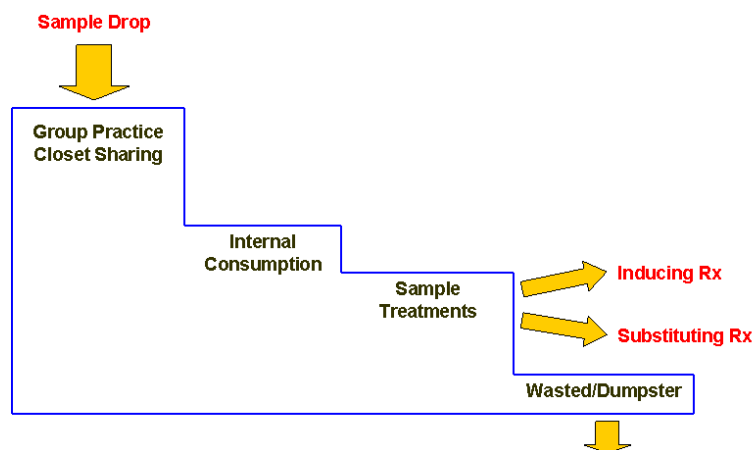 Sample Drop
Group Practice
Closet Sharing
Internal
Consumption
Sample
Treatments
Inducing Rx
Substituting Rx
Wasted/Dumpster